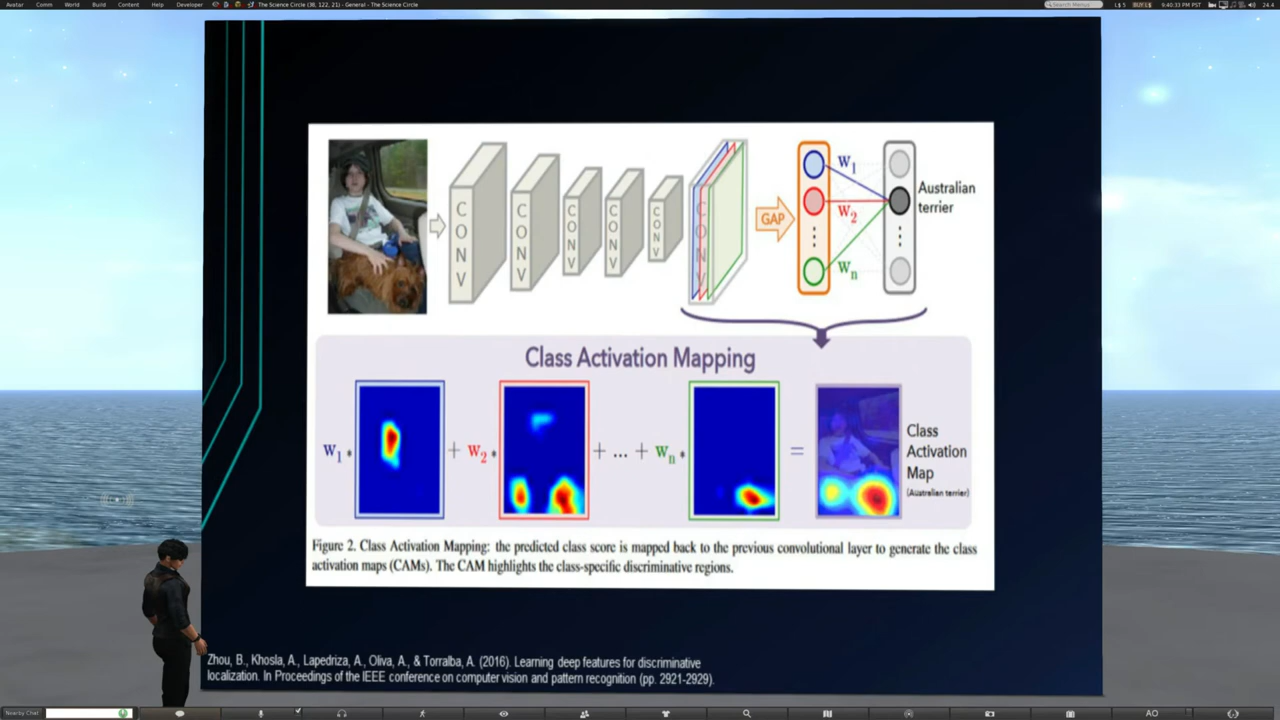 Avatar Comm World Build Content Help Developer The Science Circle (38, 122, 21) - General - The Science Circle Search Menus L$ 5 BUY L$ 9:40:33 PM PST 24.4
CONV
CONV
CONV
CONV
CONV
CONV
GAP
w1
w2
wn
Australian
terrier
Class Activation Mapping
w1 * + w2 * + ... + wn * =
Class
Activation
Map
(Australian terrier)
Figure 2. Class Activation Mapping: the predicted class score is mapped back to the previous convolutional layer to generate the class
activation maps (CAMs). The CAM highlights the class-specific discriminative regions.
Zhou, B., Khosla, A., Lapedriza, A., Oliva, A., & Torralba, A. (2016). Learning deep features for discriminative
localization. In Proceedings of the IEEE conference on computer vision and pattern recognition (pp. 2921-2929).
Nearby Chat AO